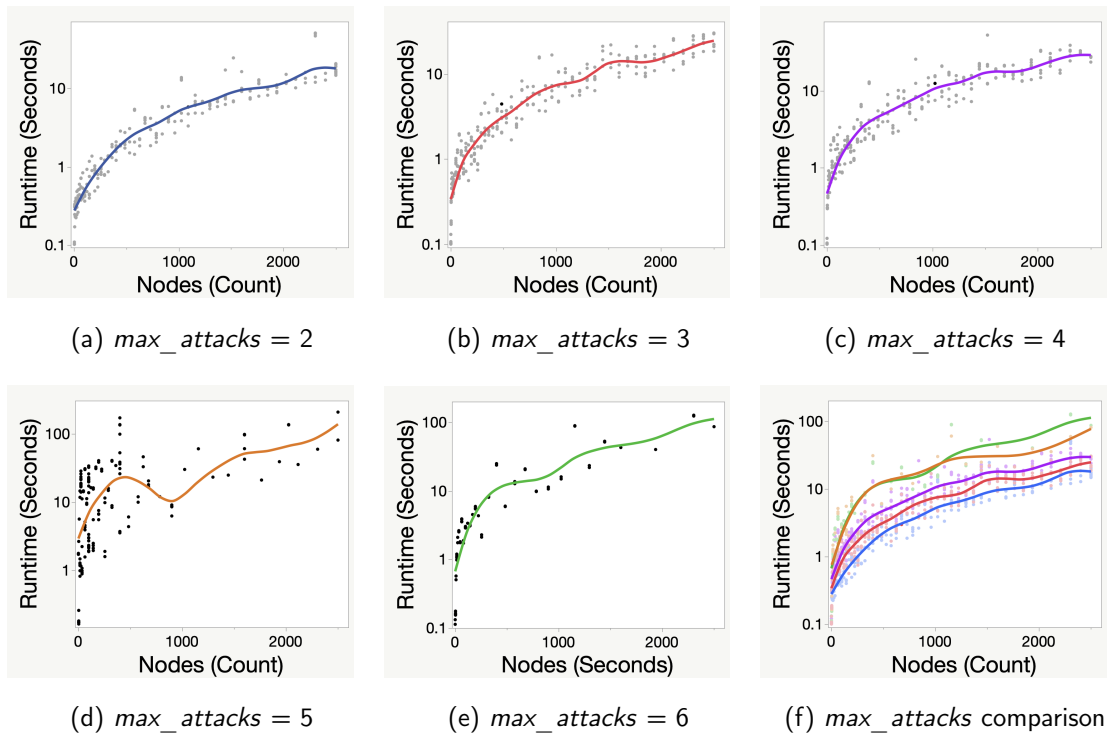 Runtime (Seconds)
10
1
0.1
0
1000
2000
Nodes (Count)
(a) max_attacks = 2
Runtime (Seconds)
10
1
0.1
0
1000
2000
Nodes (Count)
(b) max_attacks = 3
Runtime (Seconds)
10
1
0.1
0
1000
2000
Nodes (Count)
(c) max_attacks = 4
Runtime (Seconds)
100
10
1
0
1000
2000
Nodes (Count)
(d) max_attacks = 5
Runtime (Seconds)
100
10
1
0.1
0
1000
2000
Nodes (Seconds)
(e) max_attacks = 6
Runtime (Seconds)
100
10
1
0.1
0
1000
2000
Nodes (Count)
(f) max_attacks comparison